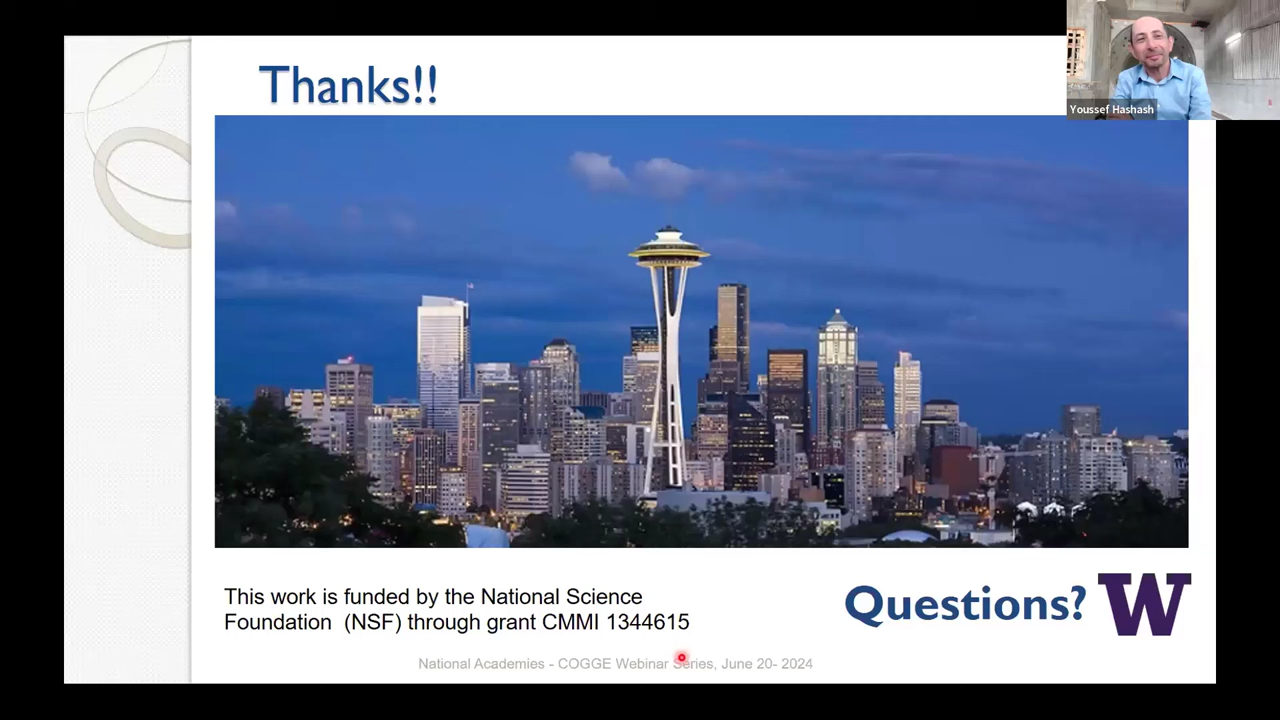 Thanks!!
Youssef Hashash
This work is funded by the National Science
Foundation (NSF) through grant CMMI 1344615
Questions?
W
National Academies - COGGE Webinar Series, June 20- 2024